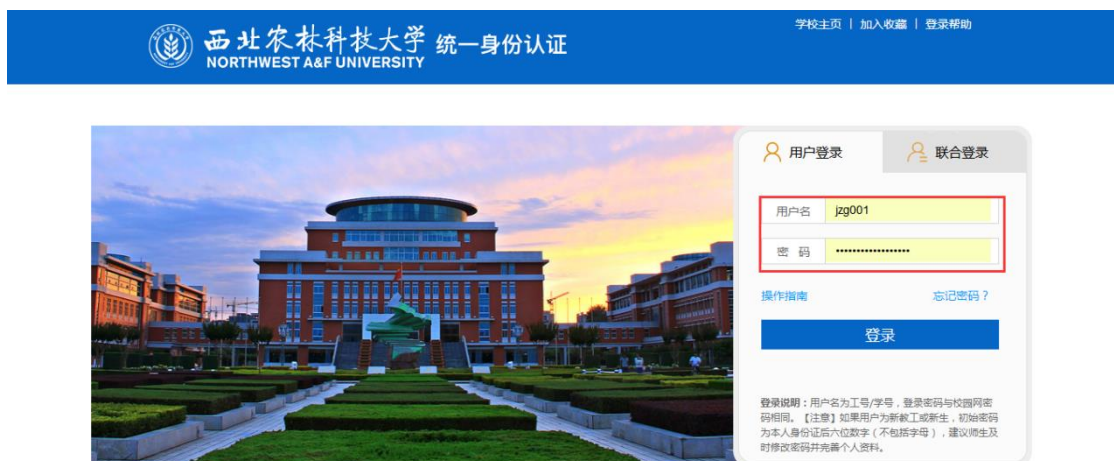 学校主页 | 加入收藏 | 登录帮助
西北农林科技大学 统一身份认证
NORTHWEST A&F UNIVERSITY
用户登录
联合登录
用户名 jzg001
密 码 ••••••••••••••••••
操作指南
忘记密码？
登录
登录说明：用户名为工号/学号，登录密码与校园网密
码相同。【注意】如果用户为新教工或新生，初始密码
为本人身份证后六位数字（不包括字母），建议师生及
时修改密码并完善个人资料。